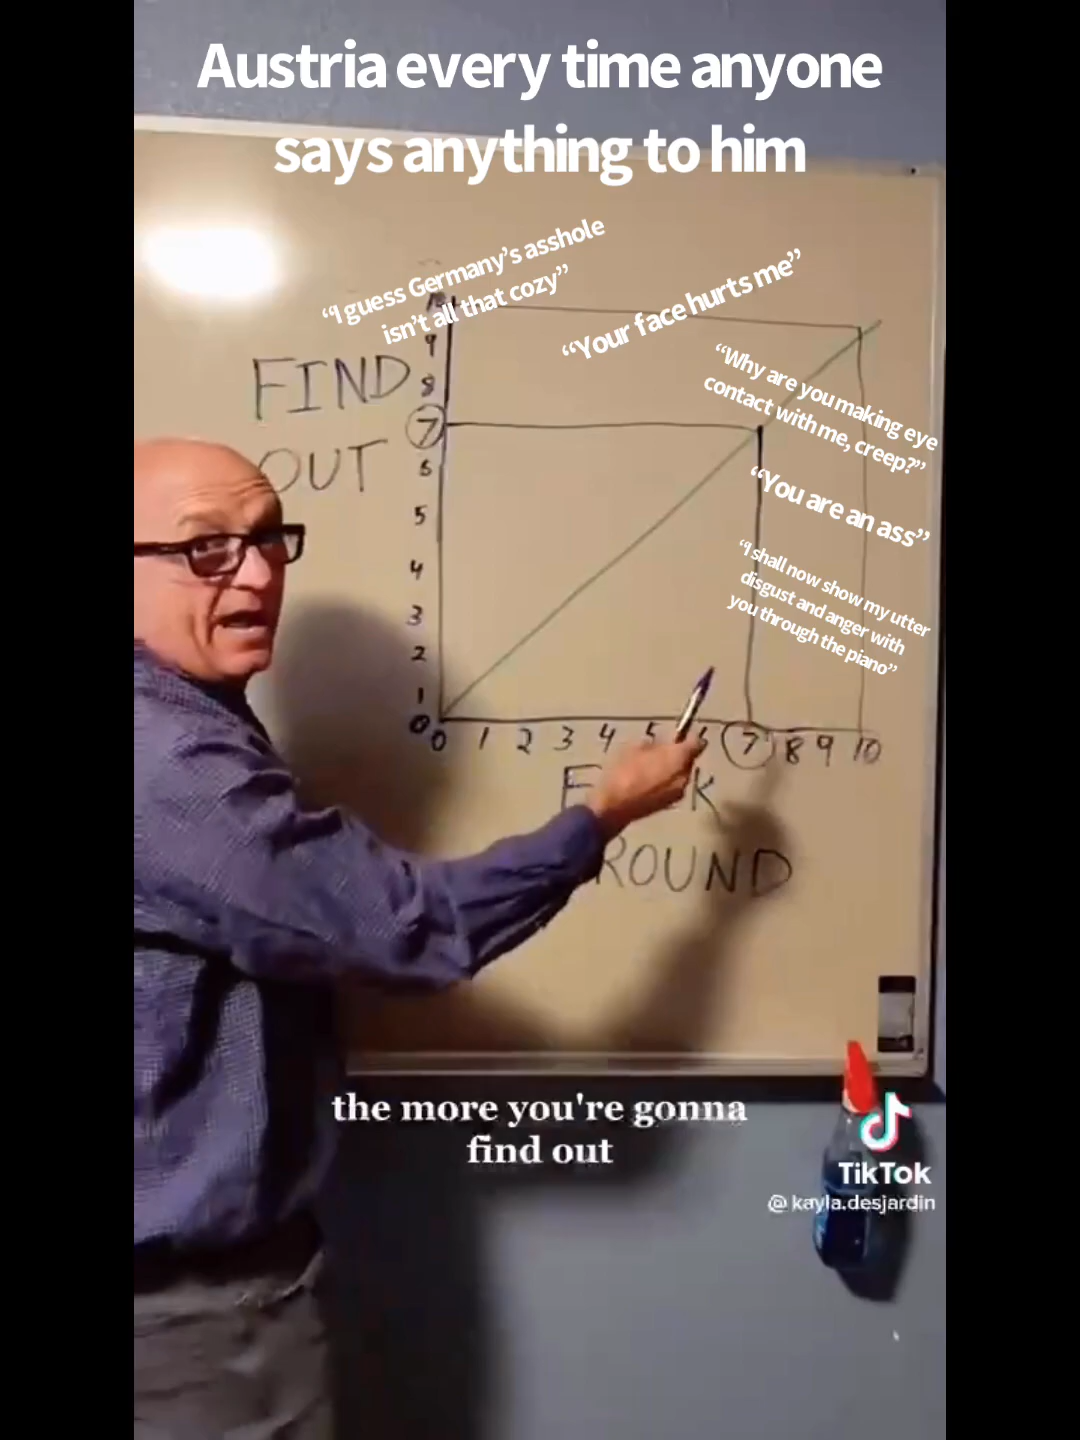 Austria every time anyone
says anything to him
“I guess Germany’s asshole
isn’t all that cozy”
“Your face hurts me”
“Why are you making eye
contact with me, creep?”
“You are an ass”
“I shall now show my utter
disgust and anger with
you through the piano”
FIND
OUT
10
9
8
7
6
5
4
3
2
1
0
0 1 2 3 4 5 6 7 8 9 10
ROUND
the more you're gonna
find out
TikTok
@kayla.desjardin